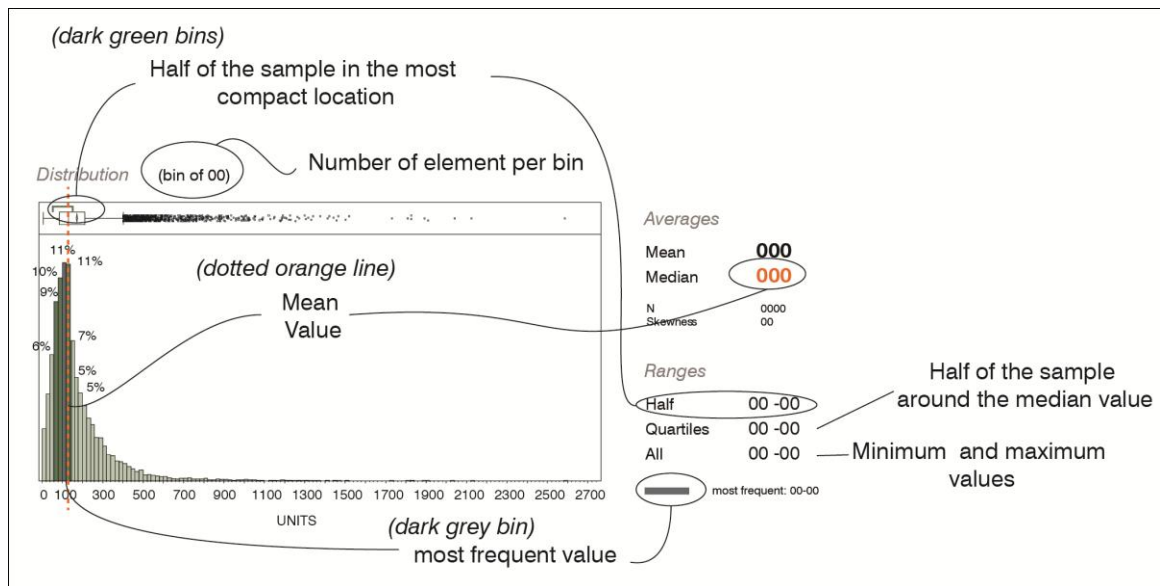 (dark green bins)
Half of the sample in the most
compact location
Distribution
(bin of 00)
Number of element per bin
11%
11%
10%
9%
6%
7%
5%
5%
(dotted orange line)
Mean
Value
0 100 300 500 700 900 1100 1300 1500 1700 1900 2100 2300 2500 2700
UNITS
(dark grey bin)
most frequent value
Averages
Mean 000
Median 000
N 0000
Skewness 00
Ranges
Half 00 -00
Quartiles 00 -00
All 00 -00
most frequent: 00-00
Half of the sample
around the median value
Minimum and maximum
values